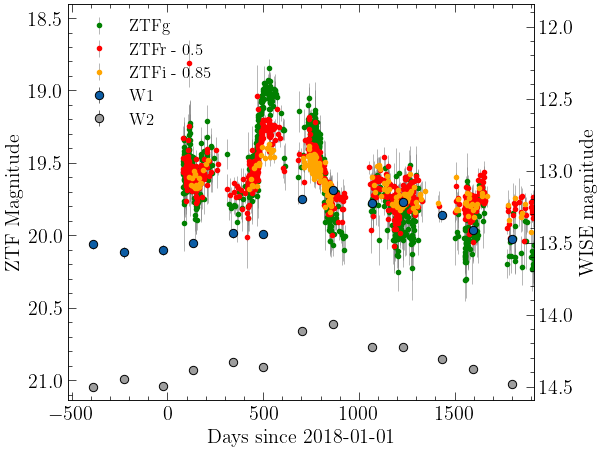 18.5
19.0
19.5
20.0
20.5
21.0
ZTF Magnitude
ZTFg
ZTFr - 0.5
ZTFi - 0.85
W1
W2
12.0
12.5
13.0
13.5
14.0
14.5
WISE magnitude
−500
0
500
1000
1500
Days since 2018-01-01